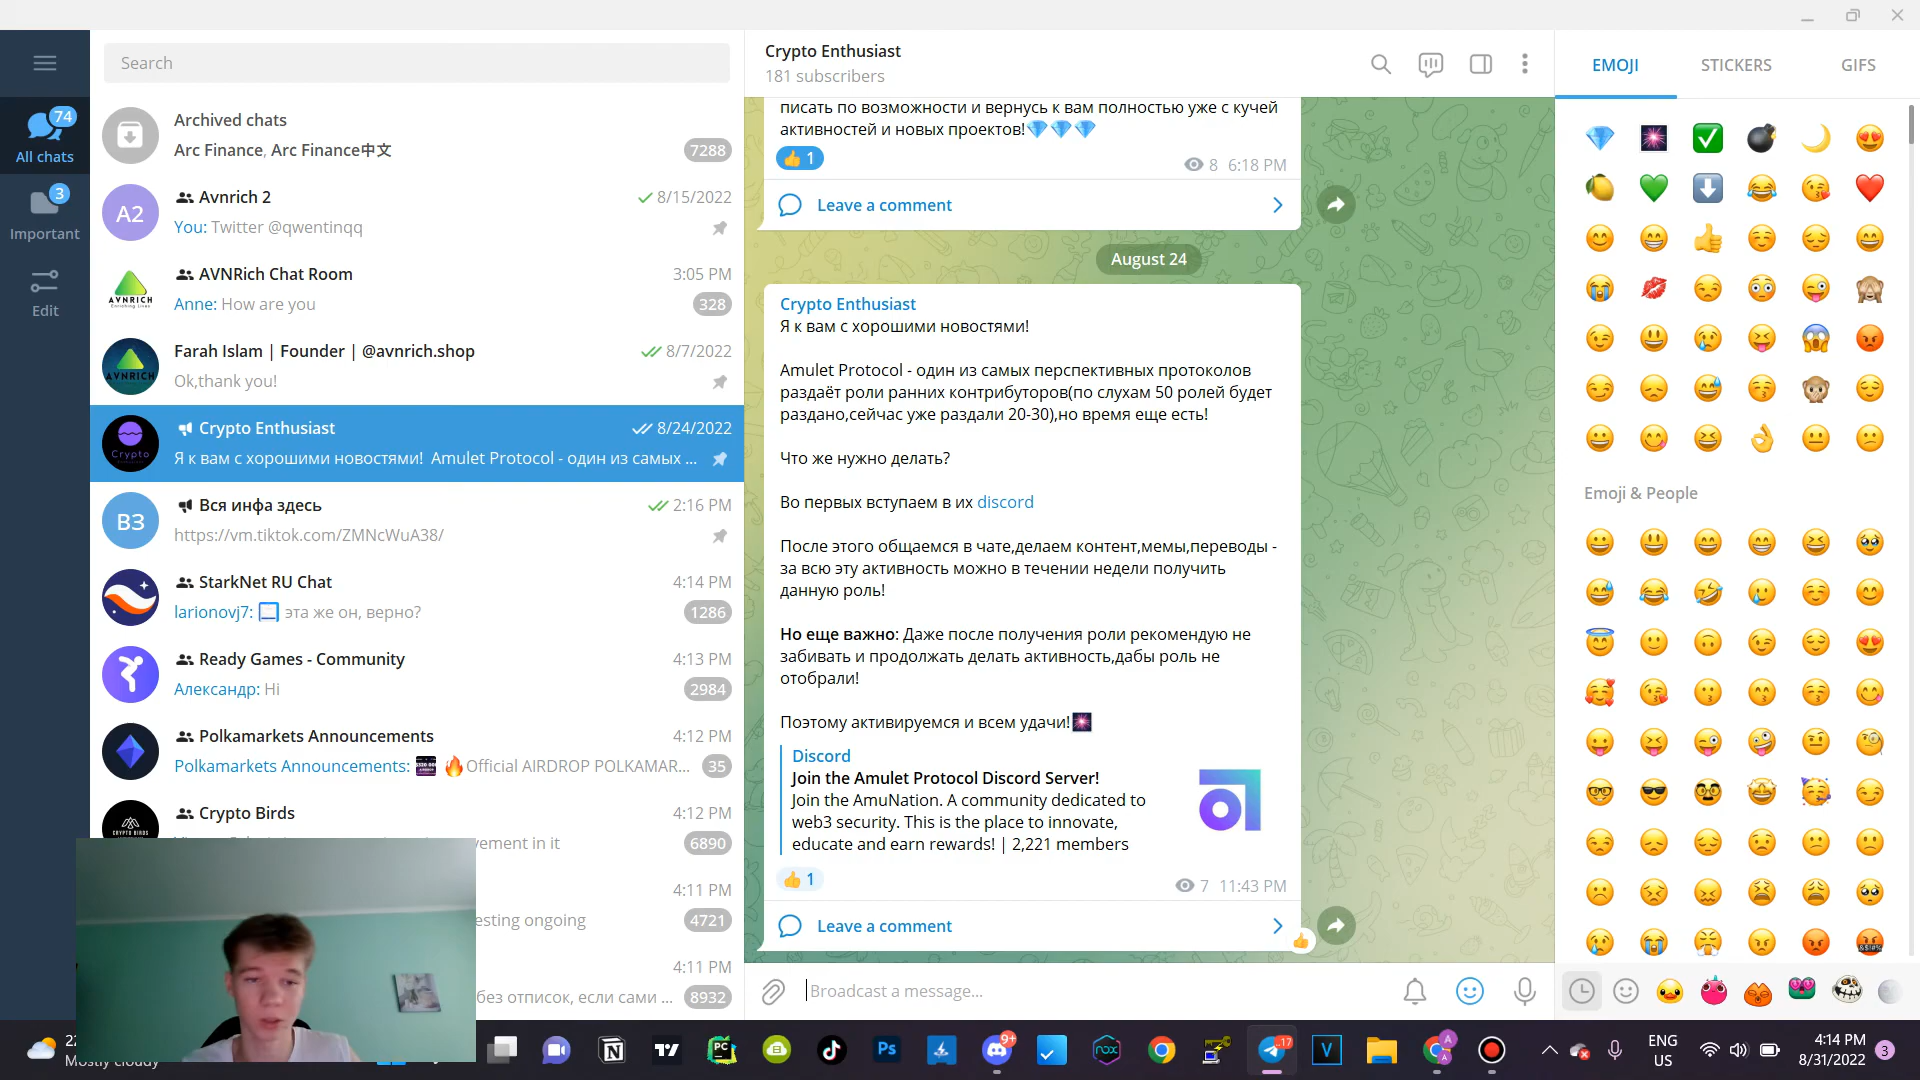 Search
74
All chats
3
Important
Edit
Archived chats
Arc Finance, Arc Finance中文
7288
A2
Avnrich 2
8/15/2022
You: Twitter @qwentinqq
AVNRICH
AVNRich Chat Room
3:05 PM
Anne: How are you
328
AVNRICH
Farah Islam | Founder | @avnrich.shop
8/7/2022
Ok,thank you!
Crypto
Crypto Enthusiast
8/24/2022
Я к вам с хорошими новостями! Amulet Protocol - один из самых ...
ВЗ
Вся инфа здесь
2:16 PM
https://vm.tiktok.com/ZMNcWuA38/
StarkNet RU Chat
4:14 PM
larionovj7: эта же он, верно?
1286
Ready Games - Community
4:13 PM
Александр: Hi
2984
Polkamarkets Announcements
4:12 PM
Polkamarkets Announcements: Official AIRDROP POLKAMAR...
35
CRYPTO BIRDS
Crypto Birds
4:12 PM
vement in it
6890
4:11 PM
esting ongoing
4721
4:11 PM
без отписок, если сами ...
8932
Crypto Enthusiast
181 subscribers
писать по возможности и вернусь к вам полностью уже с кучей
активностей и новых проектов!💎💎💎
👍 1
8 6:18 PM
Leave a comment
August 24
Crypto Enthusiast
Я к вам с хорошими новостями!
Amulet Protocol - один из самых перспективных протоколов
раздаёт роли ранних контрибуторов(по слухам 50 ролей будет
раздано,сейчас уже раздали 20-30),но время еще есть!
Что же нужно делать?
Во первых вступаем в их discord
После этого общаемся в чате,делаем контент,мемы,переводы -
за всю эту активность можно в течении недели получить
данную роль!
Но еще важно: Даже после получения роли рекомендую не
забивать и продолжать делать активность,дабы роль не
отобрали!
Поэтому активируемся и всем удачи!🎆
Discord
Join the Amulet Protocol Discord Server!
Join the AmuNation. A community dedicated to
web3 security. This is the place to innovate,
educate and earn rewards! | 2,221 members
👍 1
7 11:43 PM
Leave a comment
Broadcast a message...
EMOJI
STICKERS
GIFS
Emoji & People
Mostly cloudy
PC
Ps
9+
nox
..17
V
ENG
US
4:14 PM
8/31/2022
3